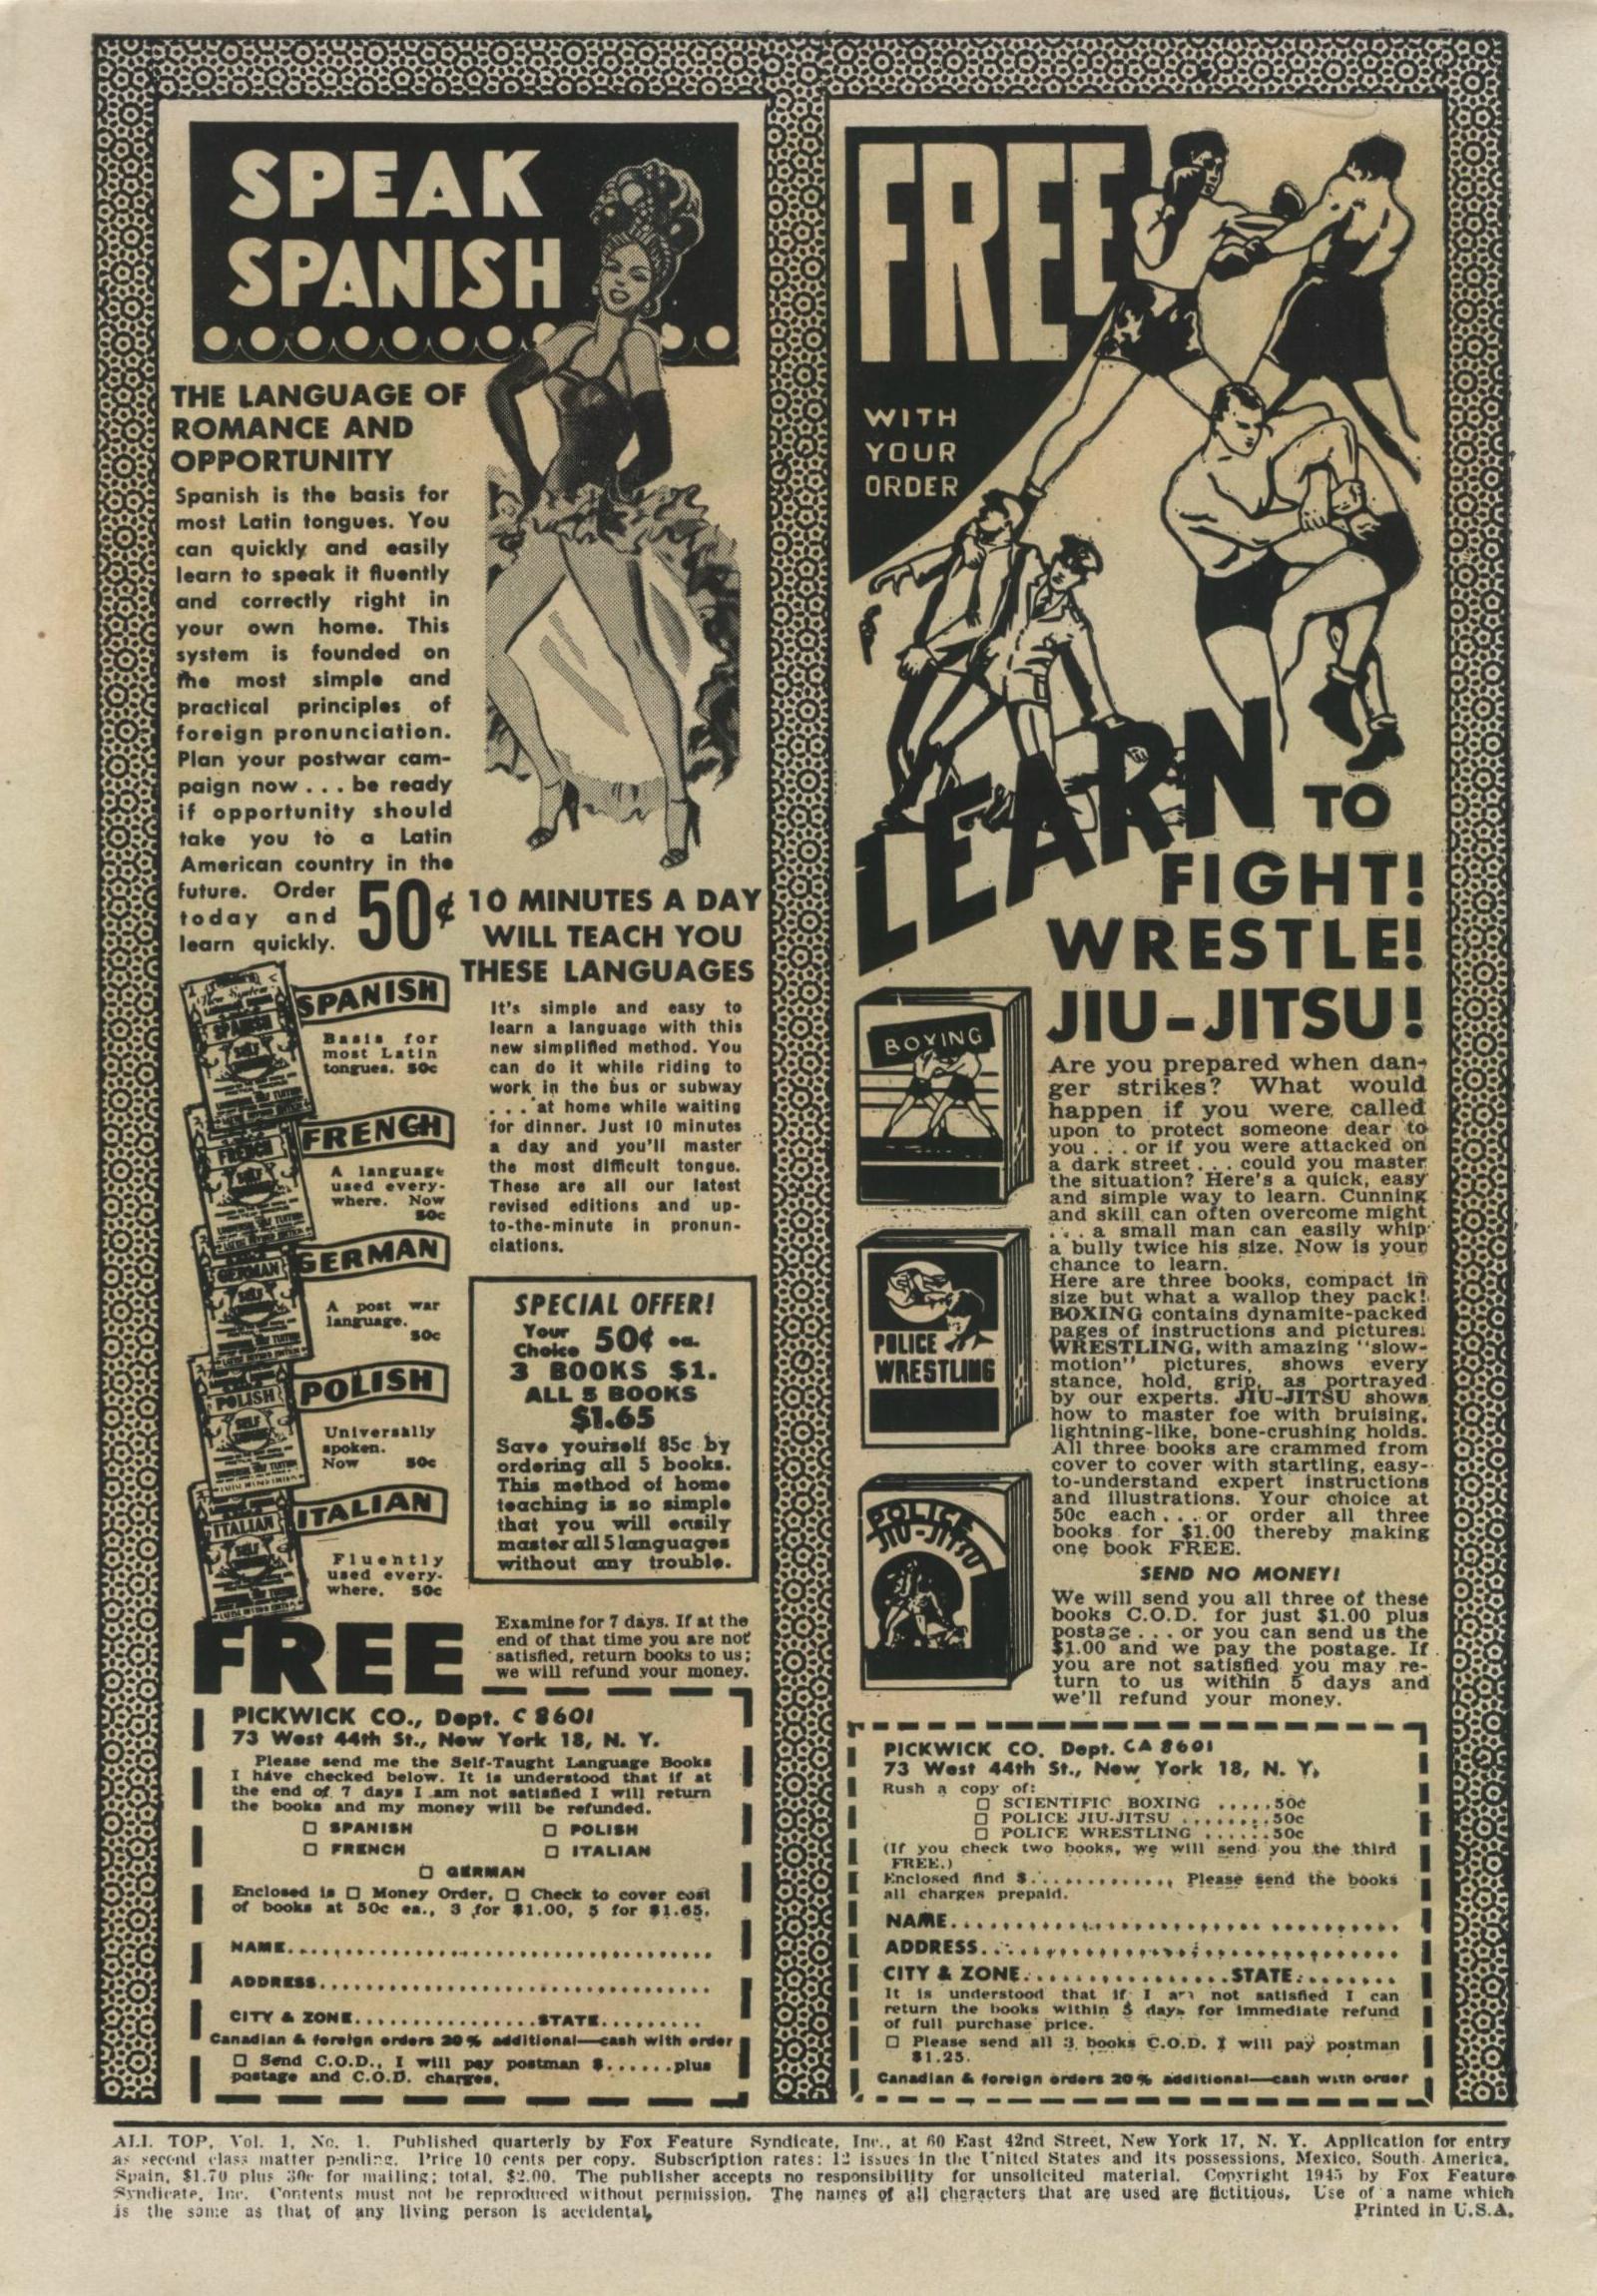 SPEAK
SPANISH
THE LANGUAGE OF
ROMANCE AND
OPPORTUNITY
Spanish is the basis for
most Latin tongues. You
can quickly and easily
learn to speak it fluently
and correctly right in
your own home. This
system is founded on
the most simple and
practical principles of
foreign pronunciation.
Plan your postwar cam-
paign now . . . be ready
if opportunity should
take you to a Latin
American country in the
future. Order
today and
learn quickly.
50¢
10 MINUTES A DAY
WILL TEACH YOU
THESE LANGUAGES
SPANISH
SPANISH
SELF
Basis for
most Latin
tongues. 50c
FRENCH
FRENCH
SELF
A language
used every-
where. Now
50c
GERMAN
GERMAN
SELF
A post war
language.
50c
POLISH
POLISH
SELF
Universally
spoken.
Now 50c
ITALIAN
ITALIAN
SELF
Fluently
used every-
where. 50c
It's simple and easy to
learn a language with this
new simplified method. You
can do it while riding to
work in the bus or subway
. . . at home while waiting
for dinner. Just 10 minutes
a day and you'll master
the most difficult tongue.
These are all our latest
revised editions and up-
to-the-minute in pronun-
ciations.
SPECIAL OFFER!
Your Choice 50¢ ea.
3 BOOKS $1.
ALL 5 BOOKS
$1.65
Save yourself 85c by
ordering all 5 books.
This method of home
teaching is so simple
that you will easily
master all 5 languages
without any trouble.
FREE
Examine for 7 days. If at the
end of that time you are not
satisfied, return books to us;
we will refund your money.
PICKWICK CO., Dept. C 8601
73 West 44th St., New York 18, N. Y.
Please send me the Self-Taught Language Books
I have checked below. It is understood that if at
the end of 7 days I am not satisfied I will return
the books and my money will be refunded.
☐ SPANISH ☐ POLISH
☐ FRENCH ☐ ITALIAN
☐ GERMAN
Enclosed is ☐ Money Order, ☐ Check to cover cost
of books at 50c ea., 3 for $1.00, 5 for $1.65.
NAME......................................
ADDRESS...................................
CITY & ZONE.................STATE.........
Canadian & foreign orders 20% additional—cash with order
☐ Send C.O.D., I will pay postman $......plus
postage and C.O.D. charges.
FREE
WITH
YOUR
ORDER
LEARN TO
FIGHT!
WRESTLE!
JIU-JITSU!
BOXING
POLICE
WRESTLING
POLICE
JIU-JITSU
Are you prepared when dan-
ger strikes? What would
happen if you were called
upon to protect someone dear to
you . . . or if you were attacked on
a dark street . . . could you master
the situation? Here's a quick, easy
and simple way to learn. Cunning
and skill can often overcome might
. . . a small man can easily whip
a bully twice his size. Now is your
chance to learn.
Here are three books, compact in
size but what a wallop they pack!
BOXING contains dynamite-packed
pages of instructions and pictures.
WRESTLING, with amazing "slow-
motion" pictures, shows every
stance, hold, grip, as portrayed
by our experts. JIU-JITSU shows
how to master foe with bruising,
lightning-like, bone-crushing holds.
All three books are crammed from
cover to cover with startling, easy-
to-understand expert instructions
and illustrations. Your choice at
50c each . . . or order all three
books for $1.00 thereby making
one book FREE.
SEND NO MONEY!
We will send you all three of these
books C.O.D. for just $1.00 plus
postage . . . or you can send us the
$1.00 and we pay the postage. If
you are not satisfied you may re-
turn to us within 5 days and
we'll refund your money.
PICKWICK CO. Dept. CA 8601
73 West 44th St., New York 18, N. Y.
Rush a copy of:
☐ SCIENTIFIC BOXING .....50c
☐ POLICE JIU-JITSU ........50c
☐ POLICE WRESTLING ......50c
(If you check two books, we will send you the third
FREE.)
Enclosed find $............. Please send the books
all charges prepaid.
NAME......................................
ADDRESS...................................
CITY & ZONE.................STATE........
It is understood that if I am not satisfied I can
return the books within 5 days for immediate refund
of full purchase price.
☐ Please send all 3 books C.O.D. I will pay postman
$1.25.
Canadian & foreign orders 20% additional—cash with order
ALL TOP, Vol. 1, No. 1. Published quarterly by Fox Feature Syndicate, Inc., at 60 East 42nd Street, New York 17, N. Y. Application for entry
as second class matter pending. Price 10 cents per copy. Subscription rates: 12 issues in the United States and its possessions, Mexico, South America,
Spain, $1.70 plus 30c for mailing; total, $2.00. The publisher accepts no responsibility for unsolicited material. Copyright 1945 by Fox Feature
Syndicate, Inc. Contents must not be reproduced without permission. The names of all characters that are used are fictitious. Use of a name which
is the same as that of any living person is accidental. Printed in U.S.A.